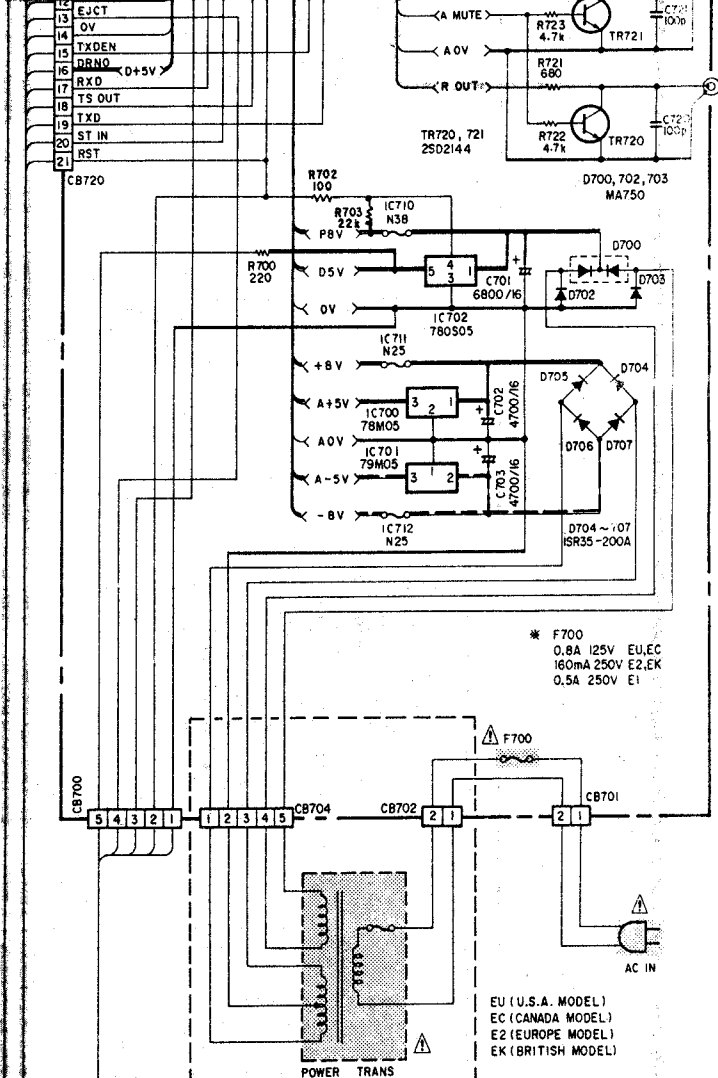 12
13 EJCT
14 0V
15 TXDEN
16 DRNO
D+5V
17 RXD
18 TS OUT
19 TXD
20 ST IN
21 RST
CB720
A MUTE
R723
4.7k
TR721
C721
100p
A0V
R721
680
R OUT
TR720, 721
2SD2144
R722
4.7k
TR720
100p
D700, 702, 703
MA750
R702
100
R703
22k
IC710
N38
P8V
D700
R700
220
D5V
5 4 3 1
C701
6800/16
D702
D703
0V
IC702
780S05
IC711
N25
+8V
D705
D704
A+5V
IC700
78M05
3 2 1
C702
4700/16
A0V
IC701
79M05
D706
D707
A-5V
3 1 2
C703
4700/16
-8V
IC712
N25
D704~707
ISR35-200A
※ F700
0.8A 125V EU,EC
160mA 250V E2,EK
0.5A 250V E1
F700
CB700
5 4 3 2 1
1 2 3 4 5
CB704
CB702
2 1
2 1
CB701
AC IN
EU (U.S.A. MODEL)
EC (CANADA MODEL)
E2 (EUROPE MODEL)
EK (BRITISH MODEL)
POWER TRANS